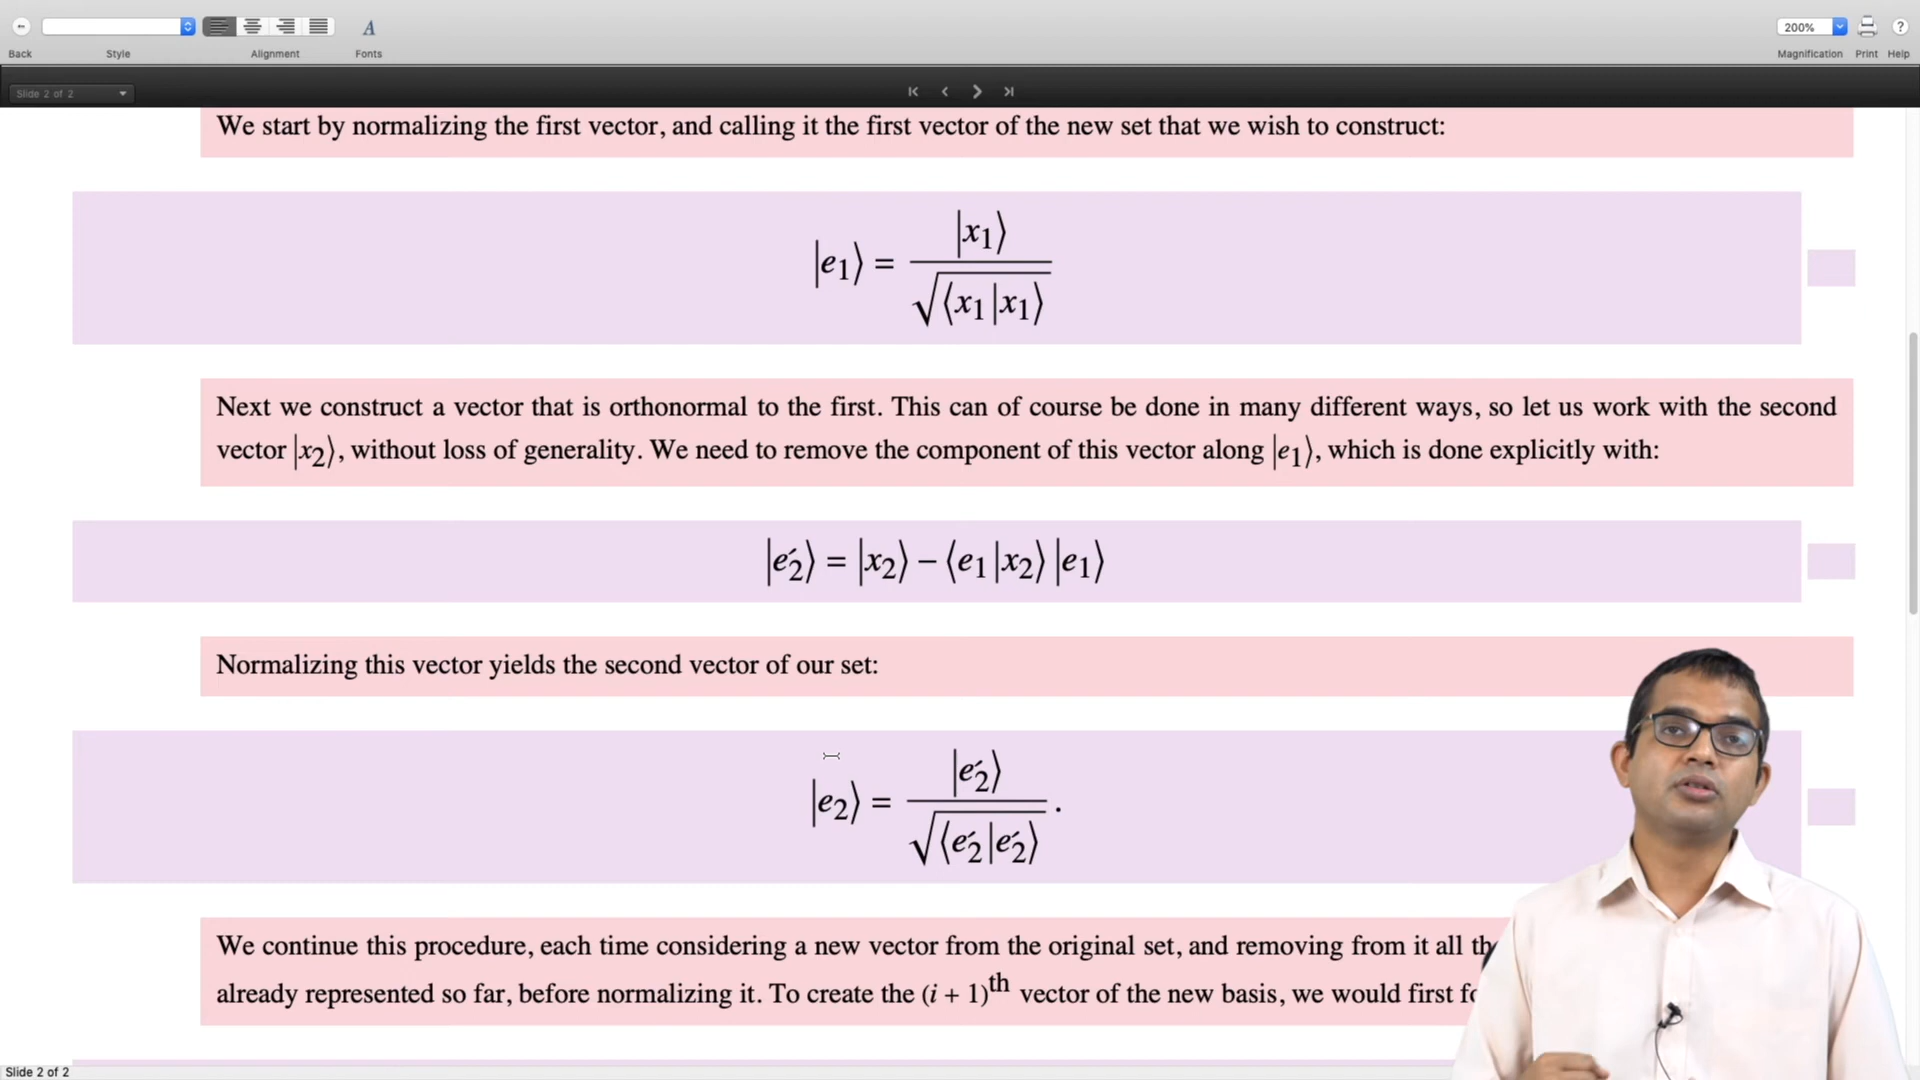 200%
Back
Style
Alignment
A
Fonts
Magnification
Print
?
Help
Slide 2 of 2
We start by normalizing the first vector, and calling it the first vector of the new set that we wish to construct:
|e₁⟩ = |x₁⟩ / √⟨x₁|x₁⟩
Next we construct a vector that is orthonormal to the first. This can of course be done in many different ways, so let us work with the second
vector |x₂⟩, without loss of generality. We need to remove the component of this vector along |e₁⟩, which is done explicitly with:
|e′₂⟩ = |x₂⟩ − ⟨e₁|x₂⟩ |e₁⟩
Normalizing this vector yields the second vector of our set:
|e₂⟩ = |e′₂⟩ / √⟨e′₂|e′₂⟩ .
We continue this procedure, each time considering a new vector from the original set, and removing from it all
already represented so far, before normalizing it. To create the (i + 1)th vector of the new basis, we would first
Slide 2 of 2